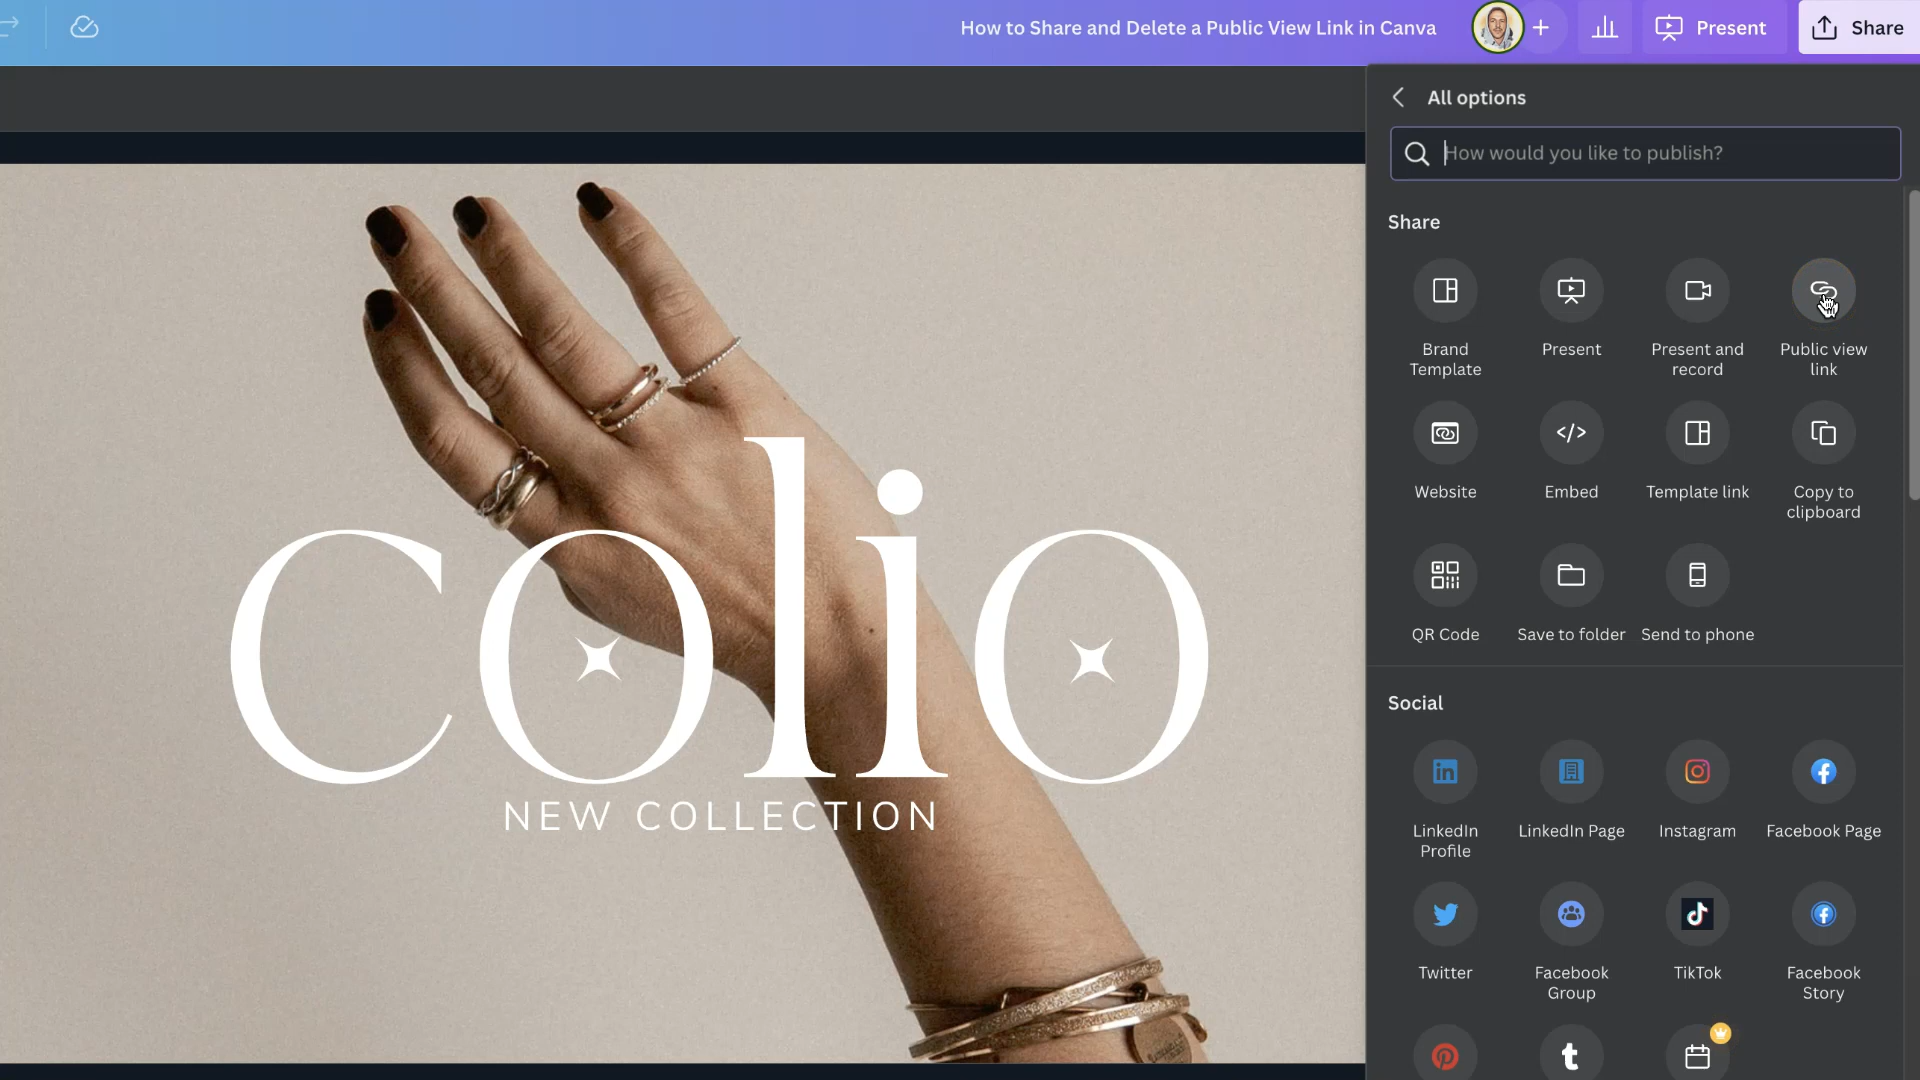 How to Share and Delete a Public View Link in Canva
Present
Share
All options
How would you like to publish?
Share
Brand
Template
Present
Present and
record
Public view
link
Website
Embed
Template link
Copy to
clipboard
QR Code
Save to folder
Send to phone
Social
LinkedIn
Profile
LinkedIn Page
Instagram
Facebook Page
Twitter
Facebook
Group
TikTok
Facebook
Story
colio
NEW COLLECTION